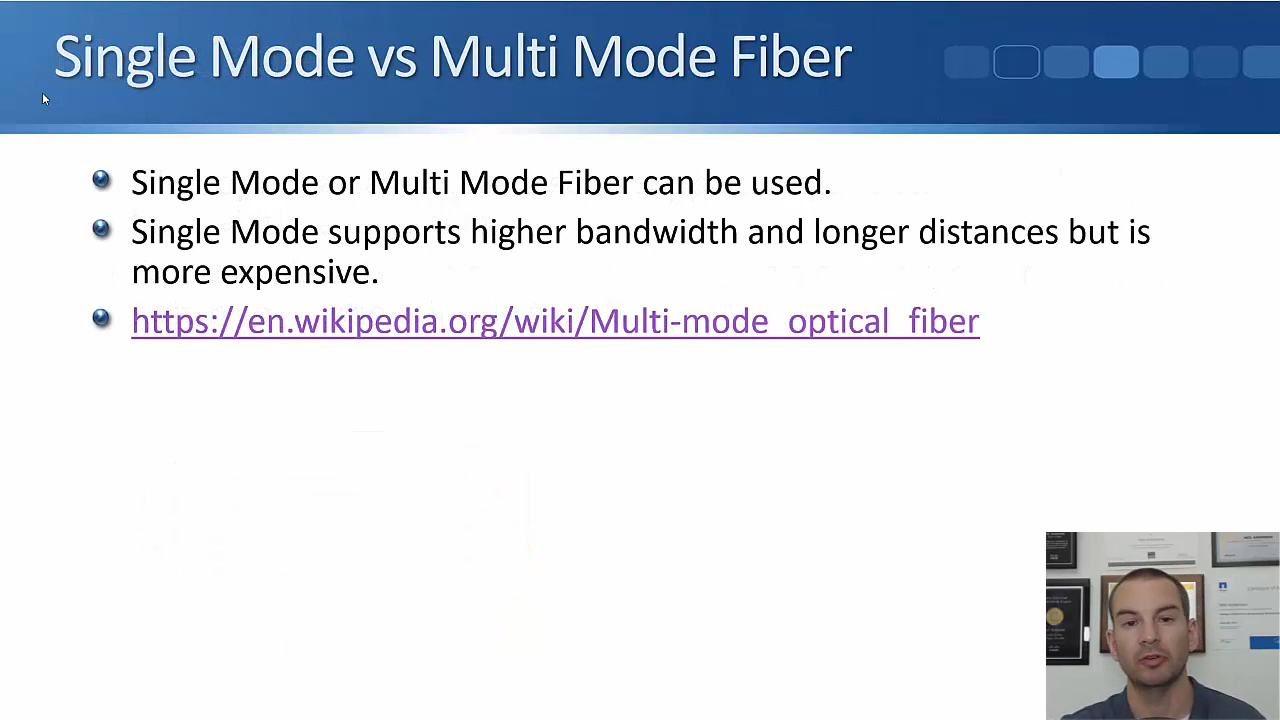 Single Mode vs Multi Mode Fiber
Single Mode or Multi Mode Fiber can be used.
Single Mode supports higher bandwidth and longer distances but is
more expensive.
https://en.wikipedia.org/wiki/Multi-mode_optical_fiber